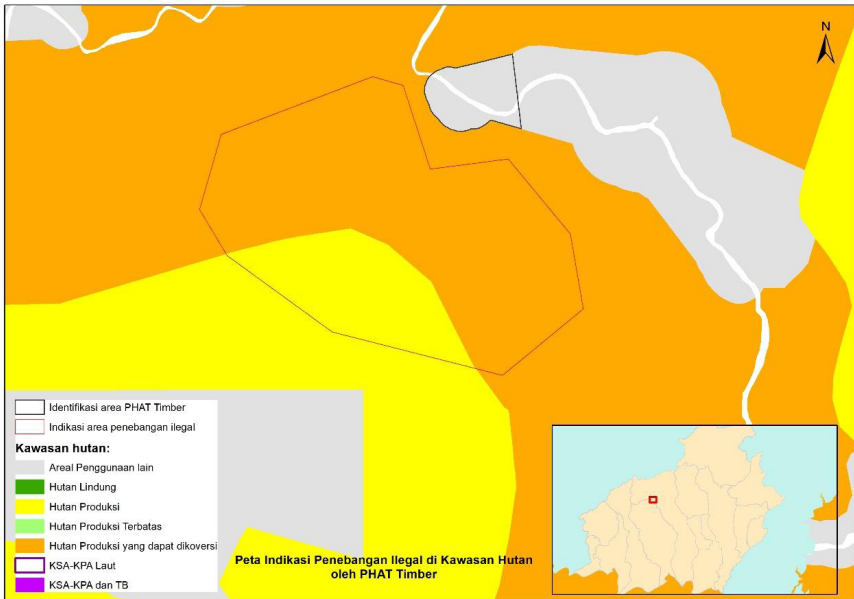 N
Identifikasi area PHAT Timber
Indikasi area penebangan ilegal
Kawasan hutan:
Areal Penggunaan lain
Hutan Lindung
Hutan Produksi
Hutan Produksi Terbatas
Hutan Produksi yang dapat dikoversi
KSA-KPA Laut
KSA-KPA dan TB
Peta Indikasi Penebangan Ilegal di Kawasan Hutan
oleh PHAT Timber